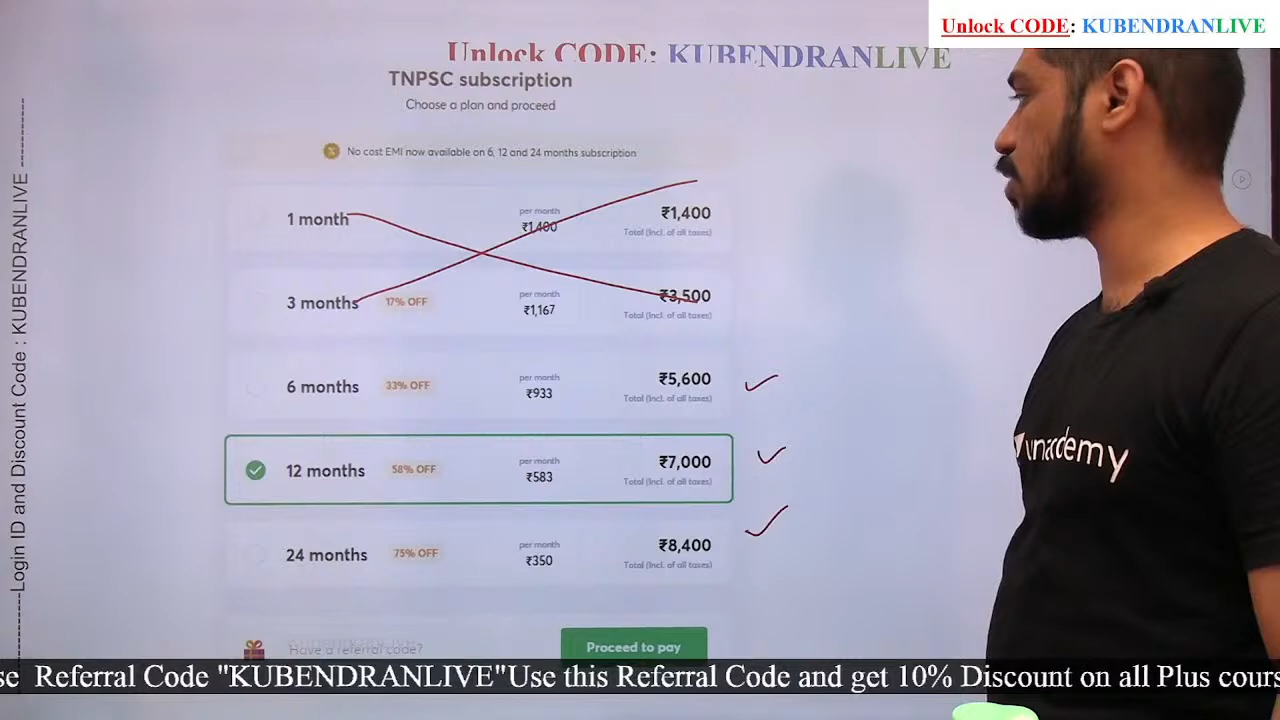 Unlock CODE: KUBENDRANLIVE
Unlock CODE: KUBENDRANLIVE
TNPSC subscription
Choose a plan and proceed
No cost EMI now available on 6, 12 and 24 months subscription
1 month per month ₹1,400 ₹1,400 Total (Incl. of all taxes)
3 months 17% OFF per month ₹1,167 ₹3,500 Total (Incl. of all taxes)
6 months 33% OFF per month ₹933 ₹5,600 Total (Incl. of all taxes)
12 months 58% OFF per month ₹583 ₹7,000 Total (Incl. of all taxes)
24 months 75% OFF per month ₹350 ₹8,400 Total (Incl. of all taxes)
Have a referral code?
Proceed to pay
unacademy
Login ID and Discount Code : KUBENDRANLIVE
se Referral Code "KUBENDRANLIVE"Use this Referral Code and get 10% Discount on all Plus cours